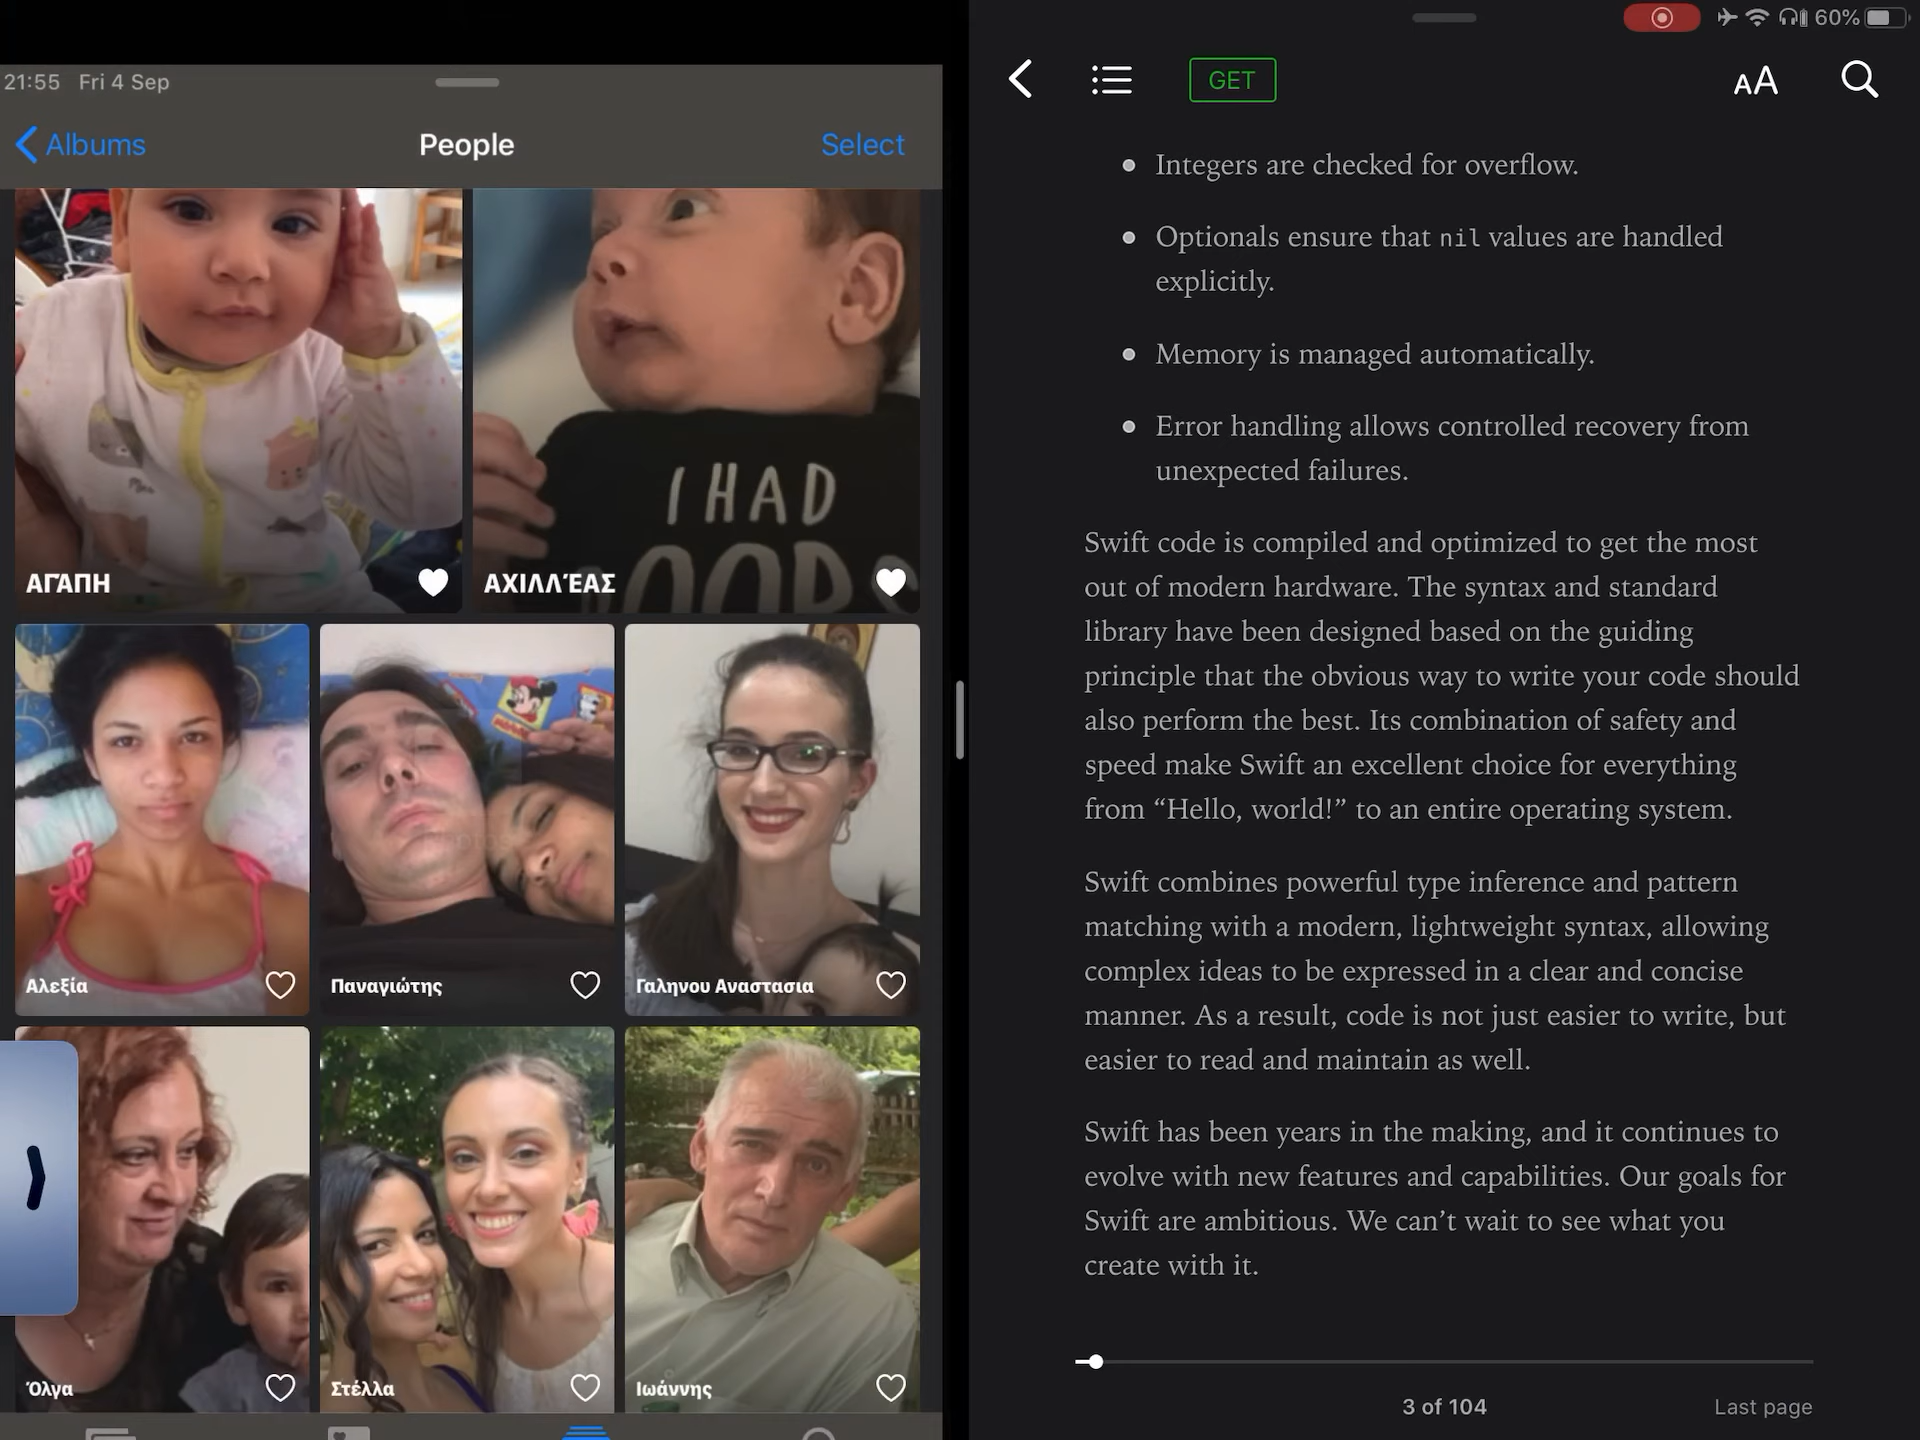 21:55 Fri 4 Sep
Albums
People
Select
ΑΓΆΠΗ
ΑΧΙΛΛΈΑΣ
I HAD
Αλεξία
Παναγιώτης
Γαληνου Αναστασια
Όλγα
Στέλλα
Ιωάννης
60%
GET
AA
• Integers are checked for overflow.
• Optionals ensure that nil values are handled
explicitly.
• Memory is managed automatically.
• Error handling allows controlled recovery from
unexpected failures.
Swift code is compiled and optimized to get the most
out of modern hardware. The syntax and standard
library have been designed based on the guiding
principle that the obvious way to write your code should
also perform the best. Its combination of safety and
speed make Swift an excellent choice for everything
from “Hello, world!” to an entire operating system.
Swift combines powerful type inference and pattern
matching with a modern, lightweight syntax, allowing
complex ideas to be expressed in a clear and concise
manner. As a result, code is not just easier to write, but
easier to read and maintain as well.
Swift has been years in the making, and it continues to
evolve with new features and capabilities. Our goals for
Swift are ambitious. We can’t wait to see what you
create with it.
3 of 104
Last page